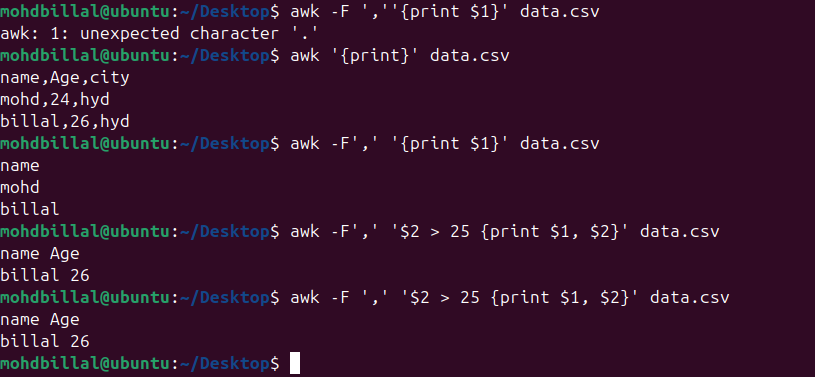 mohdbillal@ubuntu:~/Desktop$ awk -F ',''{print $1}' data.csv
awk: 1: unexpected character '.'
mohdbillal@ubuntu:~/Desktop$ awk '{print}' data.csv
name,Age,city
mohd,24,hyd
billal,26,hyd
mohdbillal@ubuntu:~/Desktop$ awk -F',' '{print $1}' data.csv
name
mohd
billal
mohdbillal@ubuntu:~/Desktop$ awk -F',' '$2 > 25 {print $1, $2}' data.csv
name Age
billal 26
mohdbillal@ubuntu:~/Desktop$ awk -F ',' '$2 > 25 {print $1, $2}' data.csv
name Age
billal 26
mohdbillal@ubuntu:~/Desktop$